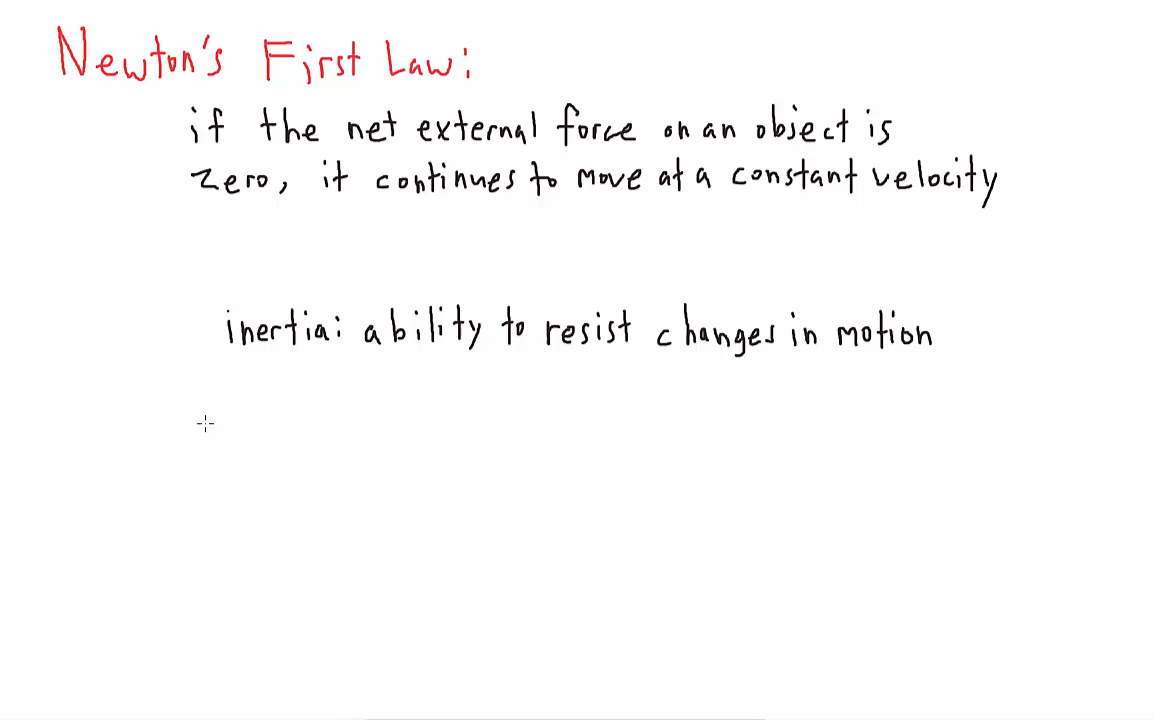 Newton's First Law:
if the net external force on an object is
zero, it continues to move at a constant velocity
inertia: ability to resist changes in motion